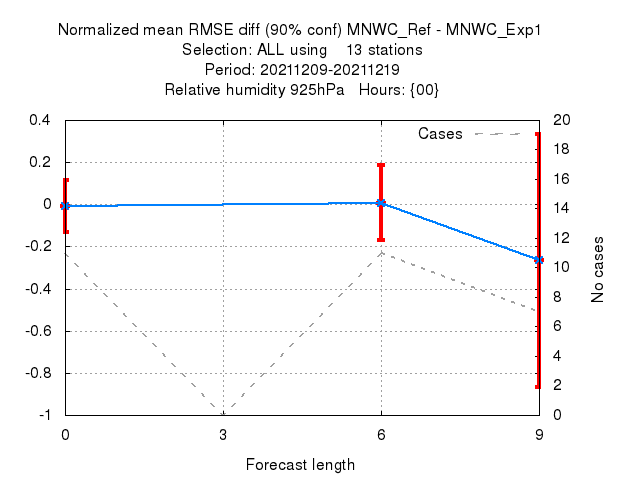 Normalized mean RMSE diff (90% conf) MNWC_Ref - MNWC_Exp1
Selection: ALL using 13 stations
Period: 20211209-20211219
Relative humidity 925hPa Hours: {00}
Cases
0.4
0.2
0
-0.2
-0.4
-0.6
-0.8
-1
20
18
16
14
12
10
8
6
4
2
0
No cases
0 3 6 9
Forecast length